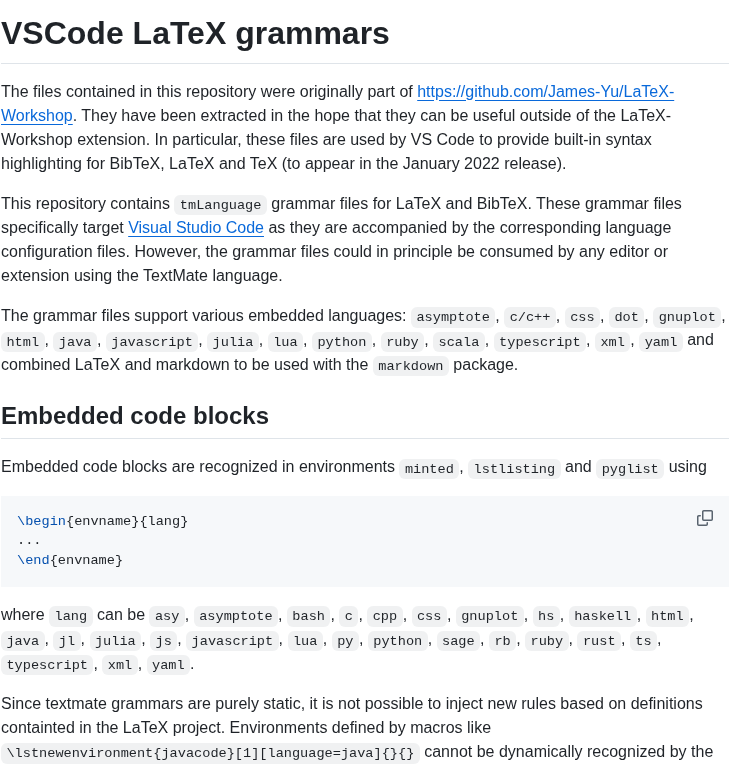 VSCode LaTeX grammars
The files contained in this repository were originally part of https://github.com/James-Yu/LaTeX-
Workshop. They have been extracted in the hope that they can be useful outside of the LaTeX-
Workshop extension. In particular, these files are used by VS Code to provide built-in syntax
highlighting for BibTeX, LaTeX and TeX (to appear in the January 2022 release).
This repository contains tmLanguage grammar files for LaTeX and BibTeX. These grammar files
specifically target Visual Studio Code as they are accompanied by the corresponding language
configuration files. However, the grammar files could in principle be consumed by any editor or
extension using the TextMate language.
The grammar files support various embedded languages: asymptote, c/c++, css, dot, gnuplot,
html, java, javascript, julia, lua, python, ruby, scala, typescript, xml, yaml and
combined LaTeX and markdown to be used with the markdown package.
Embedded code blocks
Embedded code blocks are recognized in environments minted, lstlisting and pyglist using
\begin{envname}{lang}
...
\end{envname}
where lang can be asy, asymptote, bash, c, cpp, css, gnuplot, hs, haskell, html,
java, jl, julia, js, javascript, lua, py, python, sage, rb, ruby, rust, ts,
typescript, xml, yaml.
Since textmate grammars are purely static, it is not possible to inject new rules based on definitions
containted in the LaTeX project. Environments defined by macros like
\lstnewenvironment{javacode}[1][language=java]{}{} cannot be dynamically recognized by the